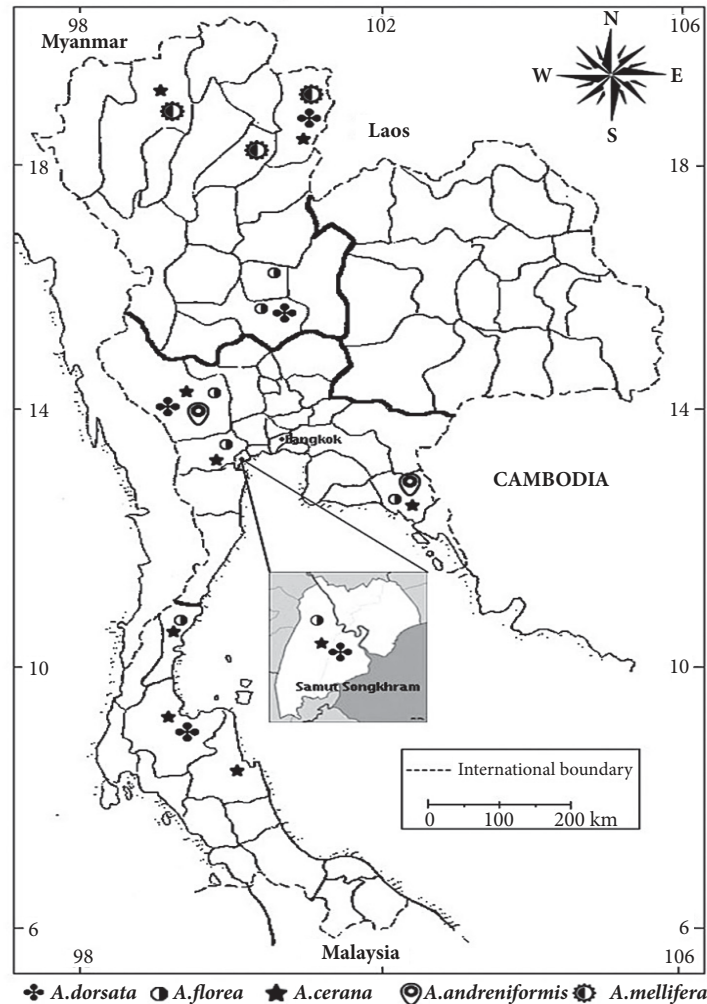 98 102 106
Myanmar
N
W E
S
Laos
18 18
14 14
Bangkok
CAMBODIA
10 10
Samut Songkhram
International boundary
0 100 200 km
6 6
98 Malaysia 106
A.dorsata A.florea A.cerana A.andreniformis A.mellifera